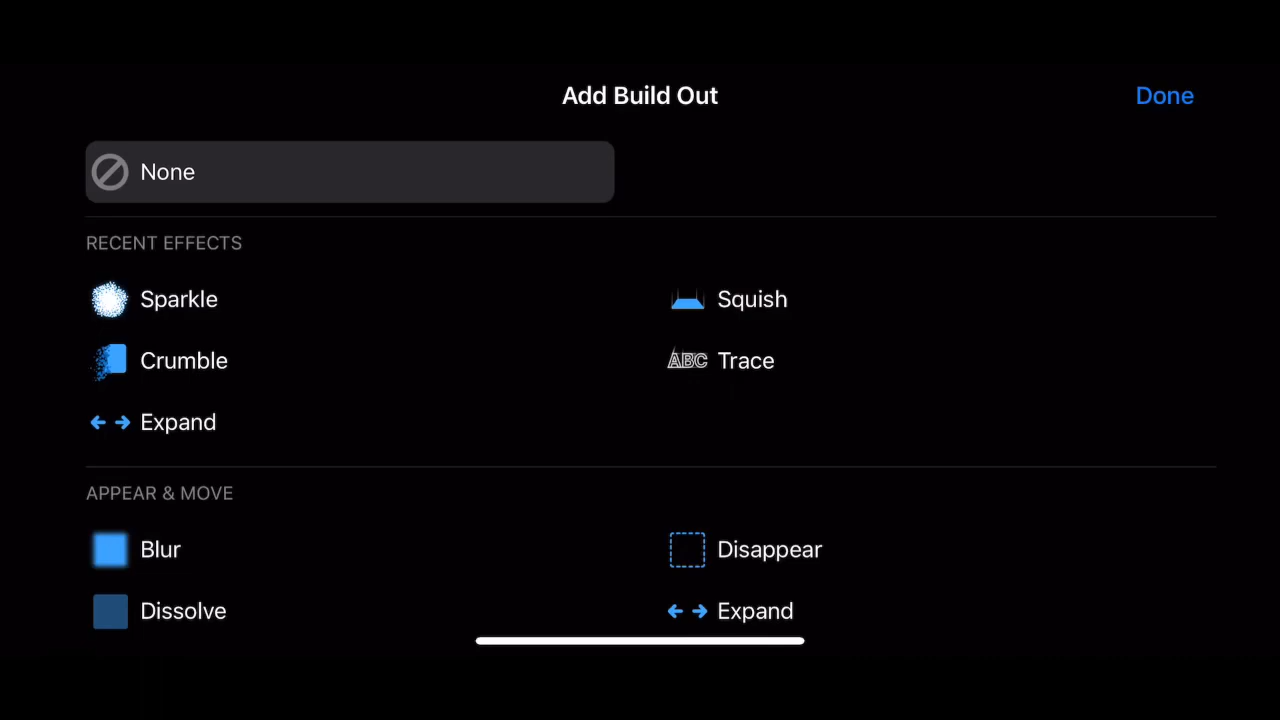 Add Build Out
Done
None
RECENT EFFECTS
Sparkle
Squish
Crumble
ABC Trace
Expand
APPEAR & MOVE
Blur
Disappear
Dissolve
Expand